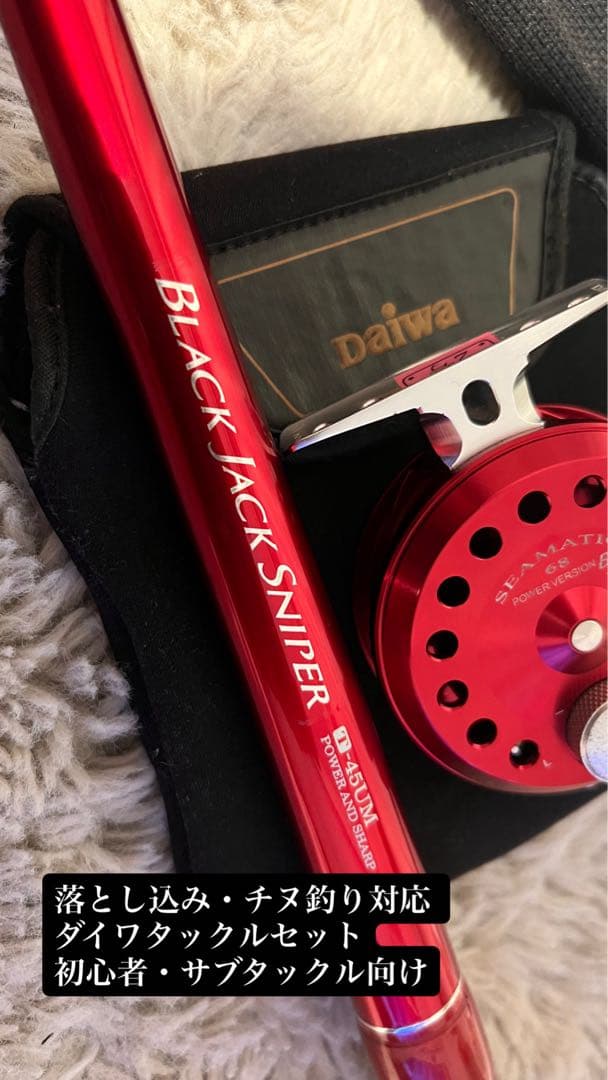 Daiwa
BLACK JACK SNIPER
T-45UM
POWER AND SHARP
SEAMATIC
68
POWER VERSION
落とし込み・チヌ釣り対応
ダイワタックルセット
初心者・サブタックル向け